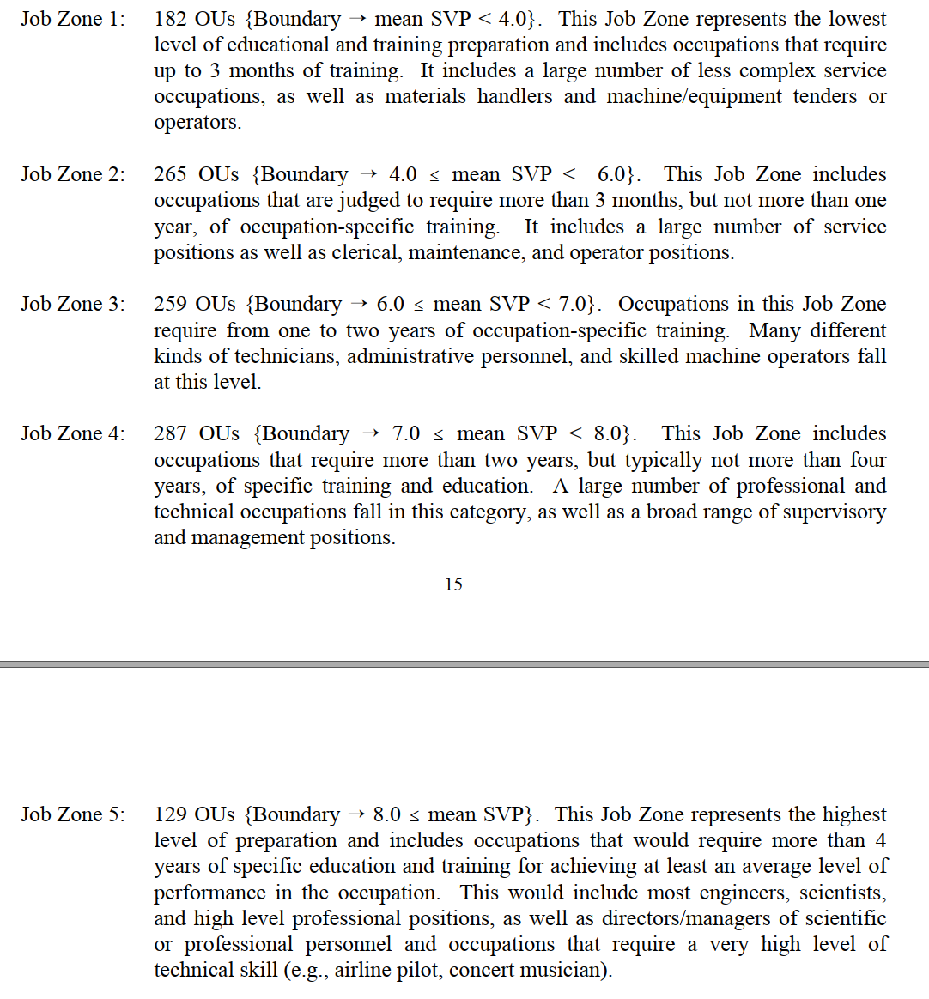 Job Zone 1: 182 OUs {Boundary → mean SVP < 4.0}. This Job Zone represents the lowest
level of educational and training preparation and includes occupations that require
up to 3 months of training. It includes a large number of less complex service
occupations, as well as materials handlers and machine/equipment tenders or
operators.
Job Zone 2: 265 OUs {Boundary → 4.0 ≤ mean SVP < 6.0}. This Job Zone includes
occupations that are judged to require more than 3 months, but not more than one
year, of occupation-specific training. It includes a large number of service
positions as well as clerical, maintenance, and operator positions.
Job Zone 3: 259 OUs {Boundary → 6.0 ≤ mean SVP < 7.0}. Occupations in this Job Zone
require from one to two years of occupation-specific training. Many different
kinds of technicians, administrative personnel, and skilled machine operators fall
at this level.
Job Zone 4: 287 OUs {Boundary → 7.0 ≤ mean SVP < 8.0}. This Job Zone includes
occupations that require more than two years, but typically not more than four
years, of specific training and education. A large number of professional and
technical occupations fall in this category, as well as a broad range of supervisory
and management positions.
15
Job Zone 5: 129 OUs {Boundary → 8.0 ≤ mean SVP}. This Job Zone represents the highest
level of preparation and includes occupations that would require more than 4
years of specific education and training for achieving at least an average level of
performance in the occupation. This would include most engineers, scientists,
and high level professional positions, as well as directors/managers of scientific
or professional personnel and occupations that require a very high level of
technical skill (e.g., airline pilot, concert musician).